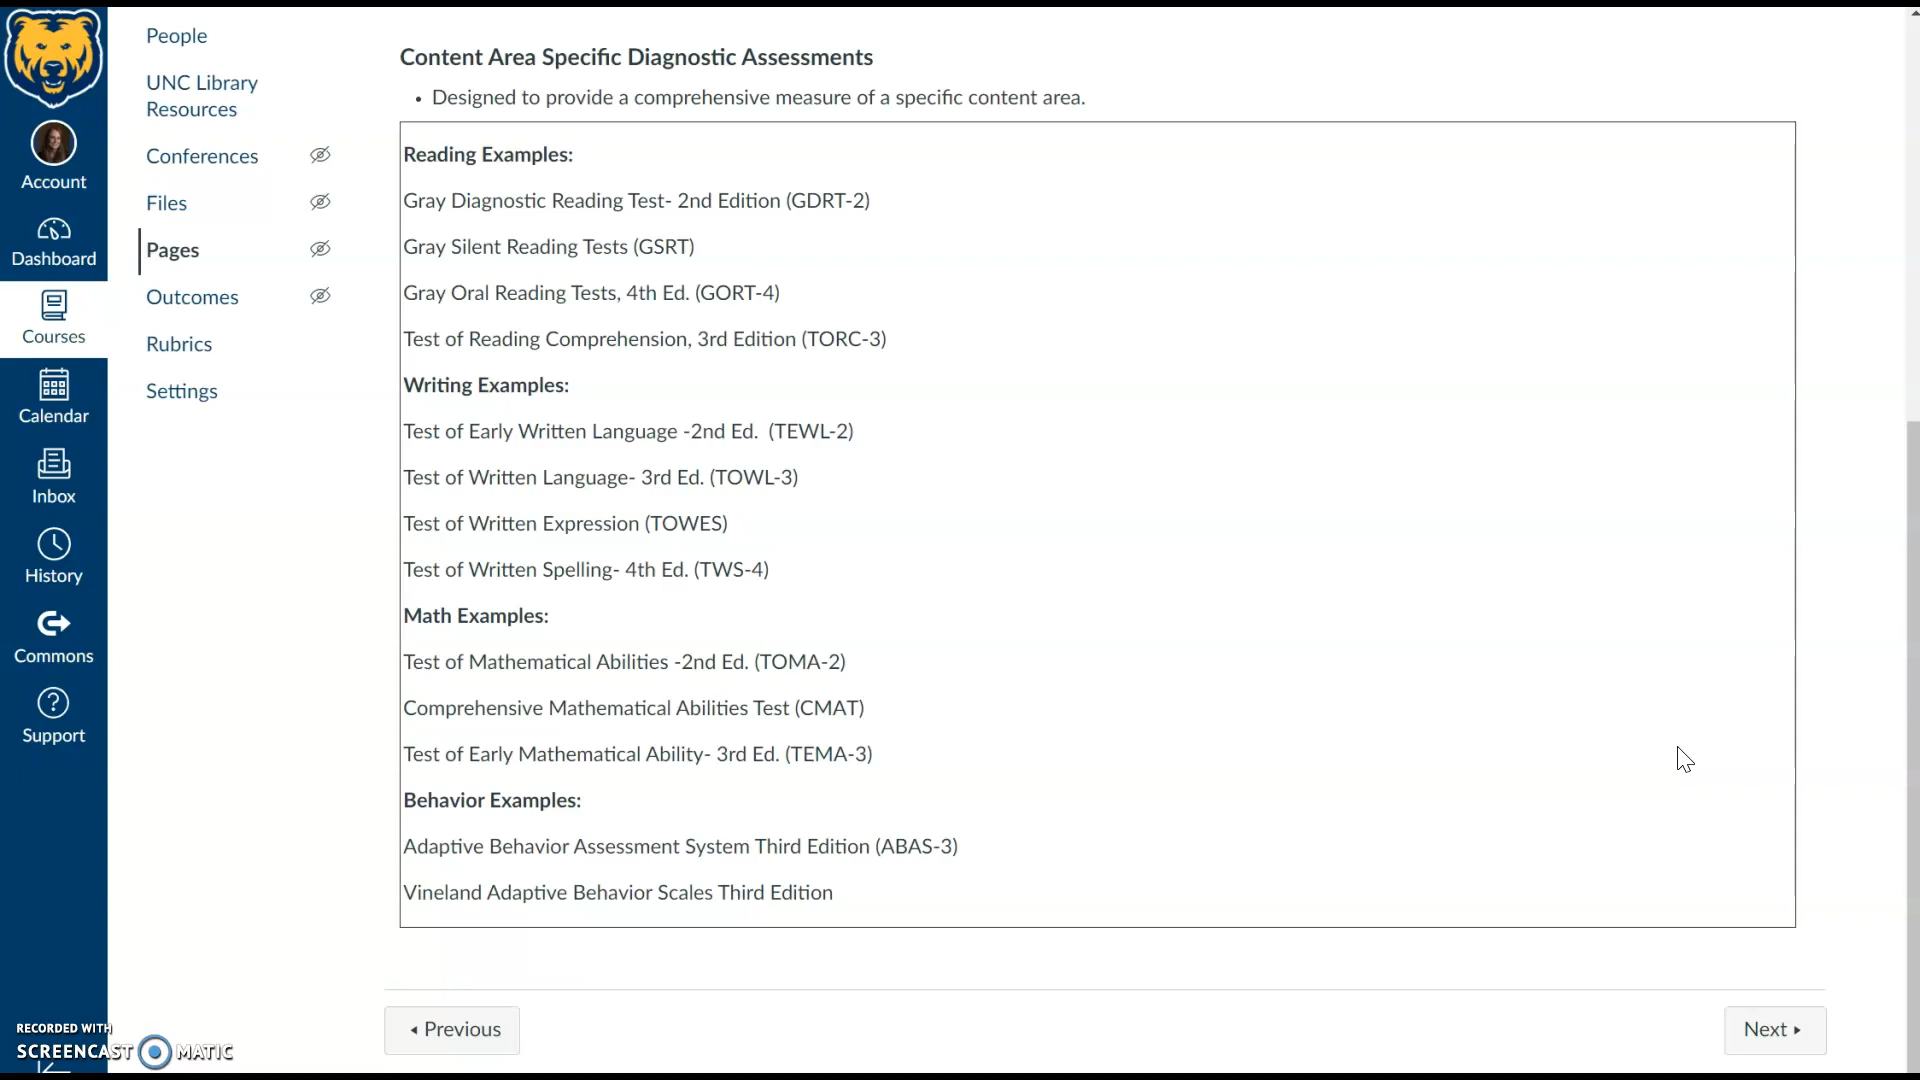 Account
Dashboard
Courses
Calendar
Inbox
History
Commons
Support
People
UNC Library
Resources
Conferences
Files
Pages
Outcomes
Rubrics
Settings
Content Area Specific Diagnostic Assessments
• Designed to provide a comprehensive measure of a specific content area.
Reading Examples:
Gray Diagnostic Reading Test- 2nd Edition (GDRT-2)
Gray Silent Reading Tests (GSRT)
Gray Oral Reading Tests, 4th Ed. (GORT-4)
Test of Reading Comprehension, 3rd Edition (TORC-3)
Writing Examples:
Test of Early Written Language -2nd Ed.  (TEWL-2)
Test of Written Language- 3rd Ed. (TOWL-3)
Test of Written Expression (TOWES)
Test of Written Spelling- 4th Ed. (TWS-4)
Math Examples:
Test of Mathematical Abilities -2nd Ed. (TOMA-2)
Comprehensive Mathematical Abilities Test (CMAT)
Test of Early Mathematical Ability- 3rd Ed. (TEMA-3)
Behavior Examples:
Adaptive Behavior Assessment System Third Edition (ABAS-3)
Vineland Adaptive Behavior Scales Third Edition
Previous
Next
RECORDED WITH
SCREENCAST MATIC